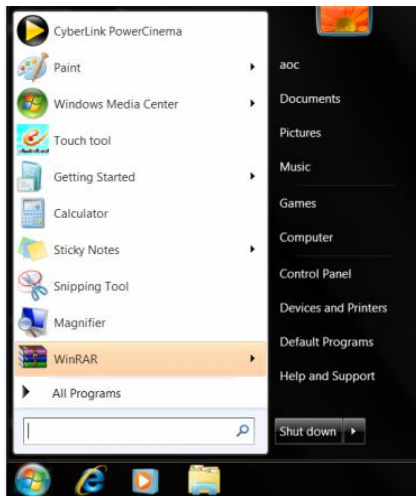 CyberLink PowerCinema
Paint
Windows Media Center
Touch tool
Getting Started
Calculator
Sticky Notes
Snipping Tool
Magnifier
WinRAR
All Programs
aoc
Documents
Pictures
Music
Games
Computer
Control Panel
Devices and Printers
Default Programs
Help and Support
Shut down